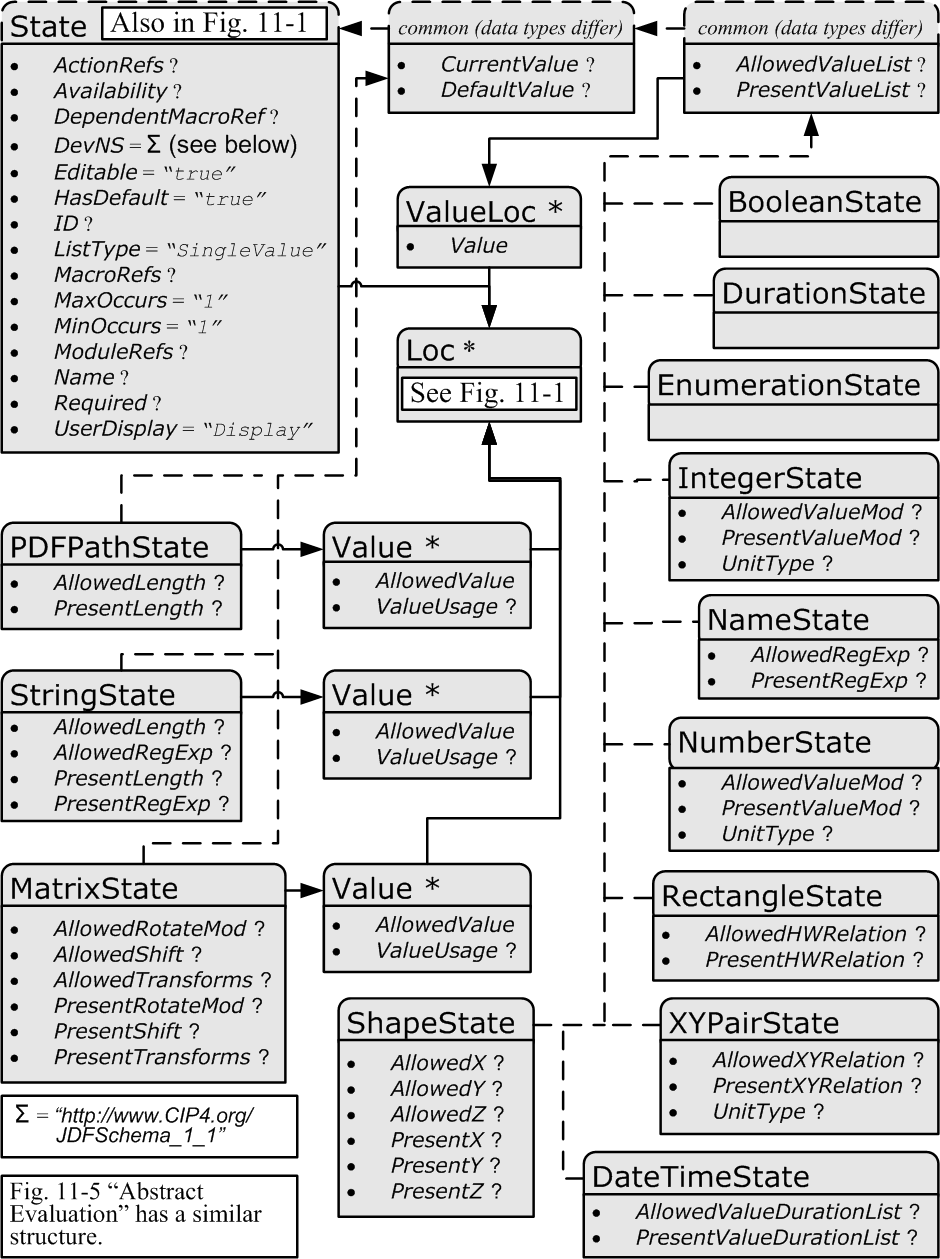 State
Also in Fig. 11-1
• ActionRefs ?
• Availability ?
• DependentMacroRef ?
• DevNS = Σ (see below)
• Editable = “true”
• HasDefault = “true”
• ID ?
• ListType = “SingleValue”
• MacroRefs ?
• MaxOccurs = “1”
• MinOccurs = “1”
• ModuleRefs ?
• Name ?
• Required ?
• UserDisplay = “Display”
common (data types differ)
• CurrentValue ?
• DefaultValue ?
common (data types differ)
• AllowedValueList ?
• PresentValueList ?
ValueLoc *
• Value
Loc *
See Fig. 11-1
BooleanState
DurationState
EnumerationState
IntegerState
• AllowedValueMod ?
• PresentValueMod ?
• UnitType ?
NameState
• AllowedRegExp ?
• PresentRegExp ?
NumberState
• AllowedValueMod ?
• PresentValueMod ?
• UnitType ?
RectangleState
• AllowedHWRelation ?
• PresentHWRelation ?
XYPairState
• AllowedXYRelation ?
• PresentXYRelation ?
• UnitType ?
DateTimeState
• AllowedValueDurationList ?
• PresentValueDurationList ?
PDFPathState
• AllowedLength ?
• PresentLength ?
Value *
• AllowedValue
• ValueUsage ?
StringState
• AllowedLength ?
• AllowedRegExp ?
• PresentLength ?
• PresentRegExp ?
Value *
• AllowedValue
• ValueUsage ?
MatrixState
• AllowedRotateMod ?
• AllowedShift ?
• AllowedTransforms ?
• PresentRotateMod ?
• PresentShift ?
• PresentTransforms ?
Value *
• AllowedValue
• ValueUsage ?
ShapeState
• AllowedX ?
• AllowedY ?
• AllowedZ ?
• PresentX ?
• PresentY ?
• PresentZ ?
Σ = “http://www.CIP4.org/
JDFSchema_1_1”
Fig. 11-5 “Abstract
Evaluation” has a similar
structure.